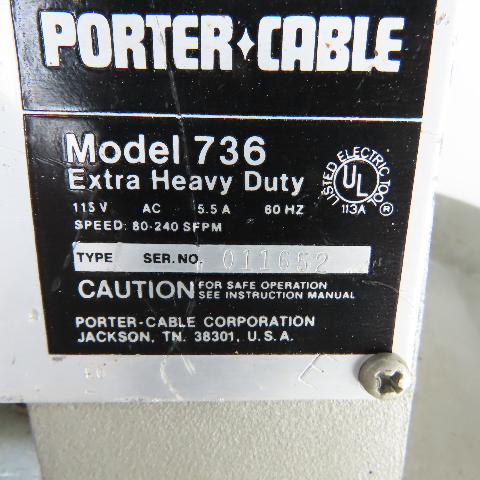 PORTER✦CABLE
Model 736
Extra Heavy Duty
115 V AC 5.5 A 60 HZ
SPEED: 80-240 SFPM
LISTED ELECTRIC TOOL
UL
®
113A
TYPE SER. NO. 011652
CAUTION FOR SAFE OPERATION
SEE INSTRUCTION MANUAL
PORTER-CABLE CORPORATION
JACKSON, TN. 38301, U.S.A.